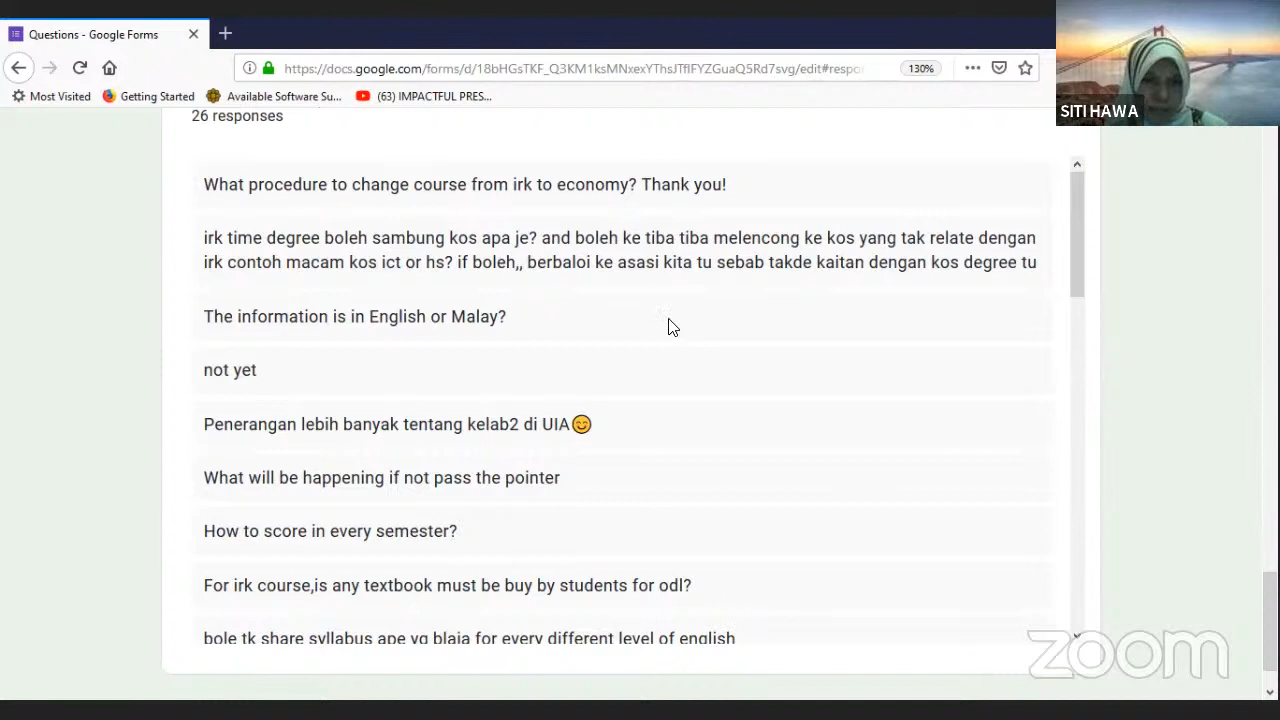 Questions - Google Forms
https://docs.google.com/forms/d/18bHGsTKF_Q3KM1ksMNxexYThsJTflFYZGuaQ5Rd7svg/edit#respo
130%
Most Visited
Getting Started
Available Software Su...
(63) IMPACTFUL PRES...
SITI HAWA
26 responses
What procedure to change course from irk to economy? Thank you!
irk time degree boleh sambung kos apa je? and boleh ke tiba tiba melencong ke kos yang tak relate dengan
irk contoh macam kos ict or hs? if boleh,, berbaloi ke asasi kita tu sebab takde kaitan dengan kos degree tu
The information is in English or Malay?
not yet
Penerangan lebih banyak tentang kelab2 di UIA😊
What will be happening if not pass the pointer
How to score in every semester?
For irk course,is any textbook must be buy by students for odl?
bole tk share syllabus ape yg blaja for every different level of english
zoom